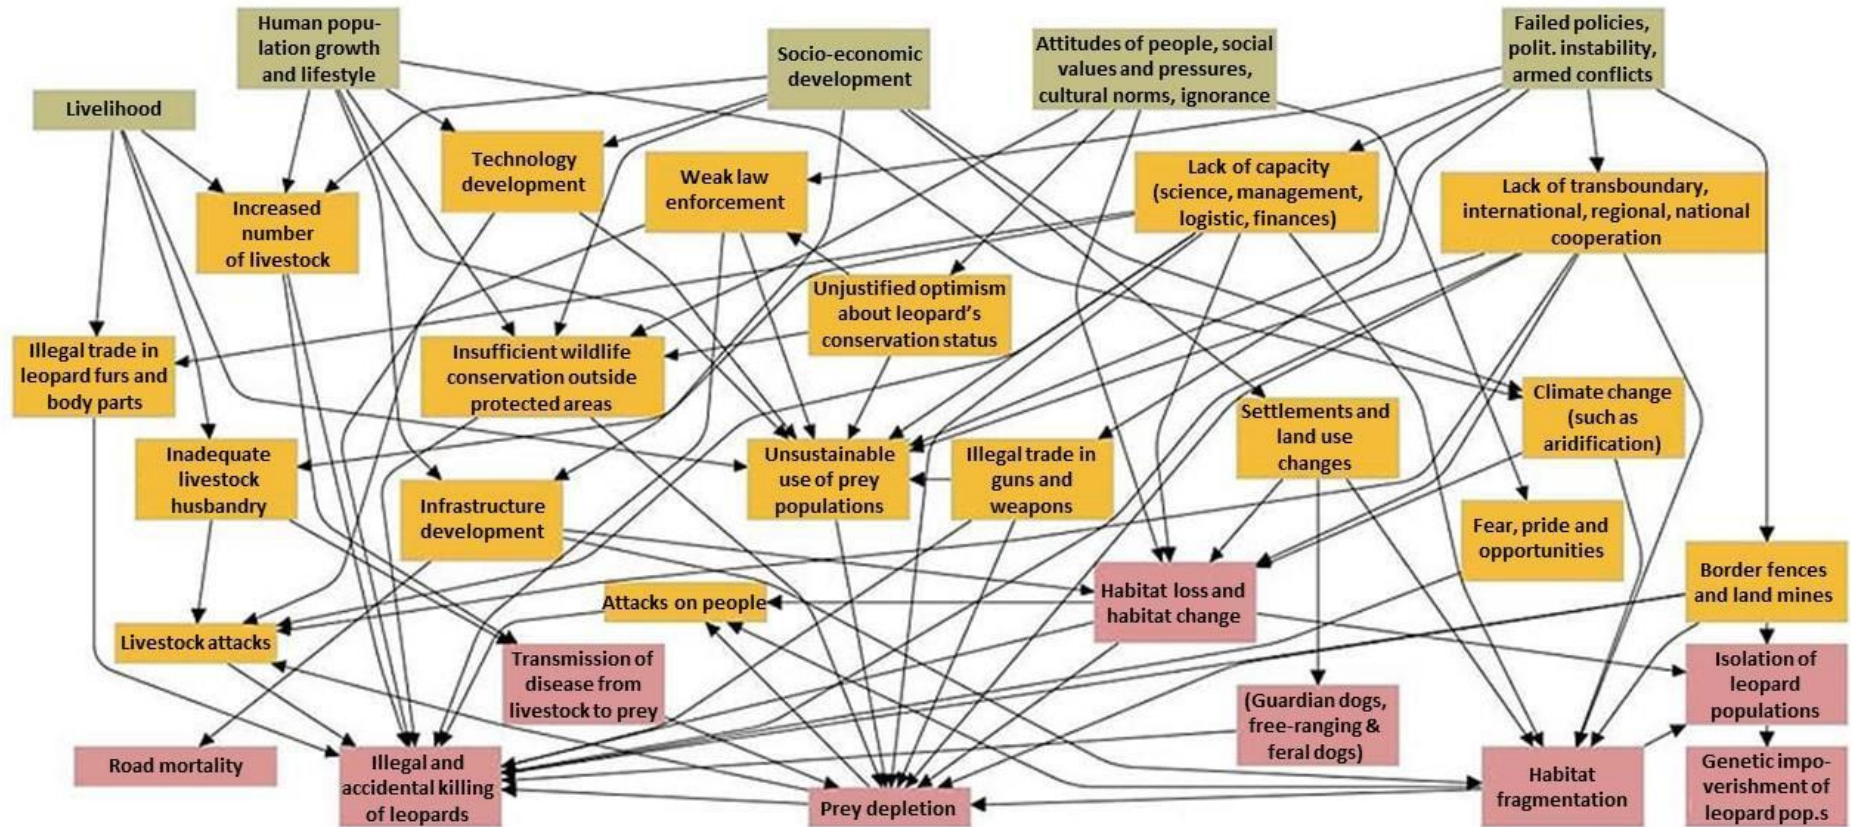 Human popu-
lation growth
and lifestyle
Socio-economic
development
Attitudes of people, social
values and pressures,
cultural norms, ignorance
Failed policies,
polit. instability,
armed conflicts
Livelihood
Technology
development
Weak law
enforcement
Lack of capacity
(science, management,
logistic, finances)
Lack of transboundary,
international, regional, national
cooperation
Increased
number
of livestock
Unjustified optimism
about leopard's
conservation status
Illegal trade in
leopard furs and
body parts
Insufficient wildlife
conservation outside
protected areas
Climate change
(such as
aridification)
Settlements and
land use
changes
Inadequate
livestock
husbandry
Unsustainable
use of prey
populations
Illegal trade in
guns and
weapons
Infrastructure
development
Fear, pride and
opportunities
Border fences
and land mines
Attacks on people
Habitat loss and
habitat change
Livestock attacks
Transmission of
disease from
livestock to prey
Isolation of
leopard
populations
(Guardian dogs,
free-ranging &
feral dogs)
Road mortality
Illegal and
accidental killing
of leopards
Prey depletion
Habitat
fragmentation
Genetic impo-
verishment of
leopard pop.s